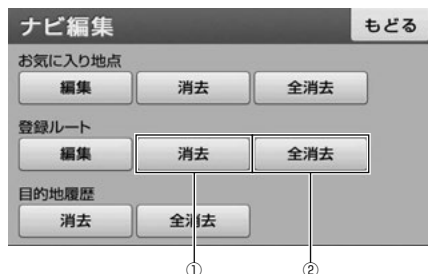 ナビ編集 もどる
お気に入り地点
編集 消去 全消去
登録ルート
編集 消去 全消去
目的地履歴
消去 全消去
① ②